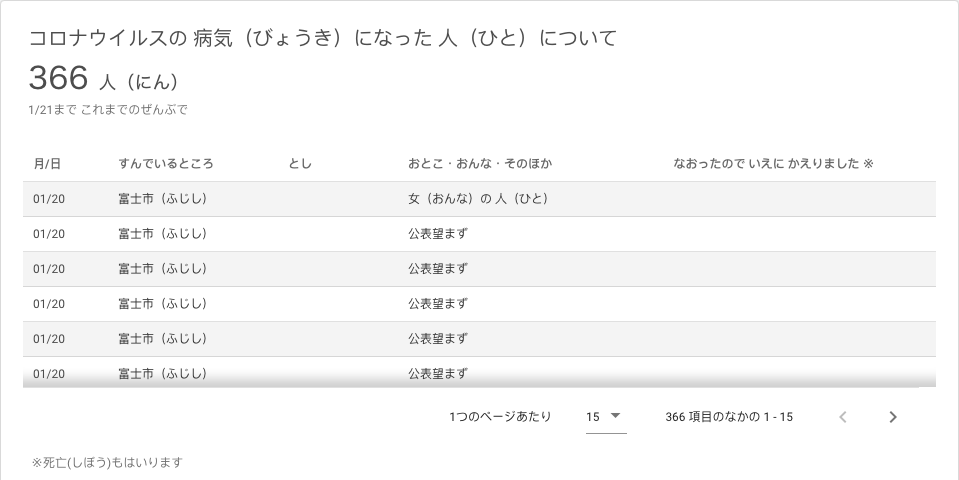 コロナウイルスの 病気（びょうき）になった 人（ひと）について
366 人（にん）
1/21まで これまでのぜんぶで
月/日 すんでいるところ とし おとこ・おんな・そのほか なおったので いえに かえりました ※
01/20 富士市（ふじし） 女（おんな）の 人（ひと）
01/20 富士市（ふじし） 公表望まず
01/20 富士市（ふじし） 公表望まず
01/20 富士市（ふじし） 公表望まず
01/20 富士市（ふじし） 公表望まず
01/20 富士市（ふじし） 公表望まず
1つのページあたり 15 366 項目のなかの 1 - 15
※死亡(しぼう)もはいります